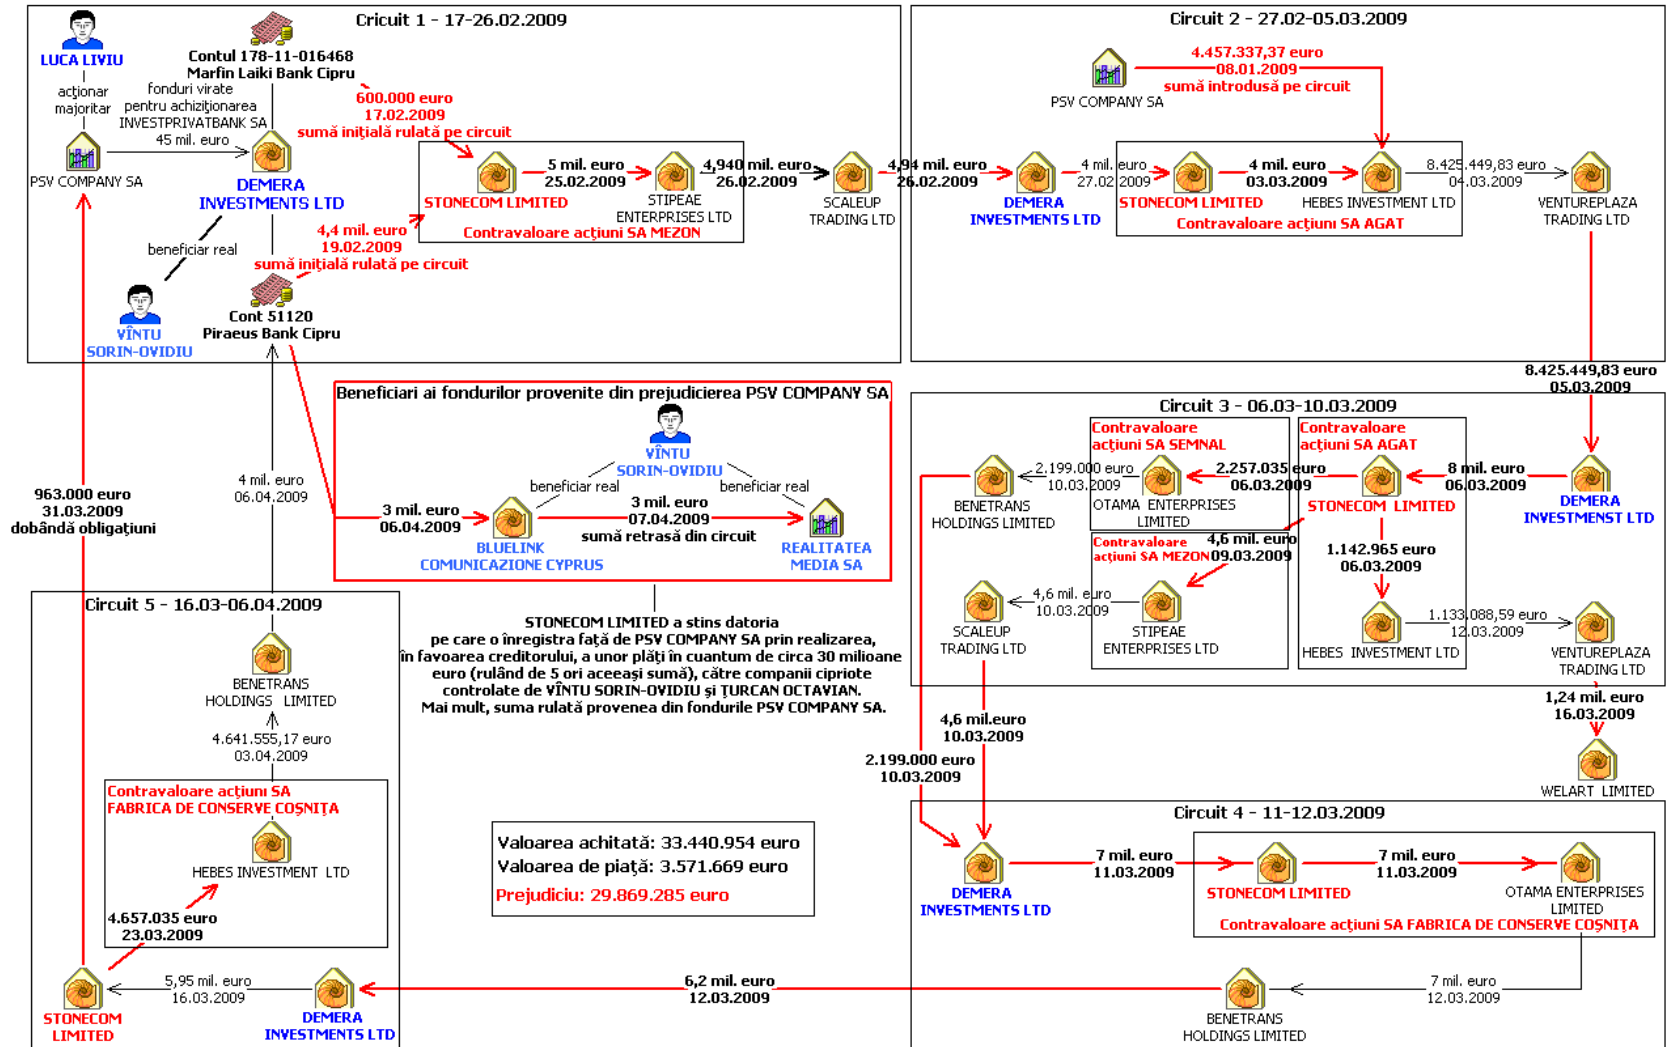 Cricuit 1 - 17-26.02.2009
LUCA LIVIU
acţionar
majoritar
PSV COMPANY SA
Contul 178-11-016468
Marfin Laiki Bank Cipru
fonduri virate
pentru achiziţionarea
INVESTPRIVATBANK SA
45 mil. euro
DEMERA
INVESTMENTS LTD
beneficiar real
VÎNTU
SORIN-OVIDIU
Cont 51120
Piraeus Bank Cipru
600.000 euro
17.02.2009
sumă iniţială rulată pe circuit
4,4 mil. euro
19.02.2009
sumă iniţială rulată pe circuit
STONECOM LIMITED
5 mil. euro
25.02.2009
STIPEAE
ENTERPRISES LTD
Contravaloare acţiuni SA MEZON
4,940 mil. euro
26.02.2009
SCALEUP
TRADING LTD
4,94 mil. euro
26.02.2009
Circuit 2 - 27.02-05.03.2009
PSV COMPANY SA
4.457.337,37 euro
08.01.2009
sumă introdusă pe circuit
DEMERA
INVESTMENTS LTD
4 mil. euro
27.02.2009
STONECOM LIMITED
4 mil. euro
03.03.2009
HEBES INVESTMENT LTD
Contravaloare acţiuni SA AGAT
8.425.449,83 euro
04.03.2009
VENTUREPLAZA
TRADING LTD
8.425.449,83 euro
05.03.2009
Circuit 3 - 06.03-10.03.2009
Contravaloare
acţiuni SA SEMNAL
Contravaloare
acţiuni SA AGAT
BENETRANS
HOLDINGS LIMITED
2.199.000 euro
10.03.2009
OTAMA ENTERPRISES
LIMITED
2.257.035 euro
06.03.2009
STONECOM LIMITED
8 mil. euro
06.03.2009
DEMERA
INVESTMENST LTD
Contravaloare
acţiuni SA MEZON
4,6 mil. euro
09.03.2009
1.142.965 euro
06.03.2009
SCALEUP
TRADING LTD
4,6 mil. euro
10.03.2009
STIPEAE
ENTERPRISES LTD
HEBES INVESTMENT LTD
1.133.088,59 euro
12.03.2009
VENTUREPLAZA
TRADING LTD
1,24 mil. euro
16.03.2009
WELART LIMITED
4,6 mil.euro
10.03.2009
2.199.000 euro
10.03.2009
Beneficiari ai fondurilor provenite din prejudicierea PSV COMPANY SA
VÎNTU
SORIN-OVIDIU
beneficiar real
beneficiar real
3 mil. euro
06.04.2009
BLUELINK
COMUNICAZIONE CYPRUS
3 mil. euro
07.04.2009
sumă retrasă din circuit
REALITATEA
MEDIA SA
STONECOM LIMITED a stins datoria
pe care o înregistra faţă de PSV COMPANY SA prin realizarea,
în favoarea creditorului, a unor plăţi în cuantum de circa 30 milioane
euro (rulând de 5 ori aceeaşi sumă), către companii cipriote
controlate de VÎNTU SORIN-OVIDIU şi ŢURCAN OCTAVIAN.
Mai mult, suma rulată provenea din fondurile PSV COMPANY SA.
4 mil. euro
06.04.2009
963.000 euro
31.03.2009
dobândă obligaţiuni
Circuit 5 - 16.03-06.04.2009
BENETRANS
HOLDINGS LIMITED
4.641.555,17 euro
03.04.2009
Contravaloare acţiuni SA
FABRICA DE CONSERVE COŞNIŢA
HEBES INVESTMENT LTD
4.657.035 euro
23.03.2009
STONECOM
LIMITED
5,95 mil. euro
16.03.2009
DEMERA
INVESTMENTS LTD
Valoarea achitată: 33.440.954 euro
Valoarea de piaţă: 3.571.669 euro
Prejudiciu: 29.869.285 euro
6,2 mil. euro
12.03.2009
Circuit 4 - 11-12.03.2009
DEMERA
INVESTMENTS LTD
7 mil. euro
11.03.2009
STONECOM LIMITED
7 mil. euro
11.03.2009
OTAMA ENTERPRISES
LIMITED
Contravaloare acţiuni SA FABRICA DE CONSERVE COŞNIŢA
7 mil. euro
12.03.2009
BENETRANS
HOLDINGS LIMITED